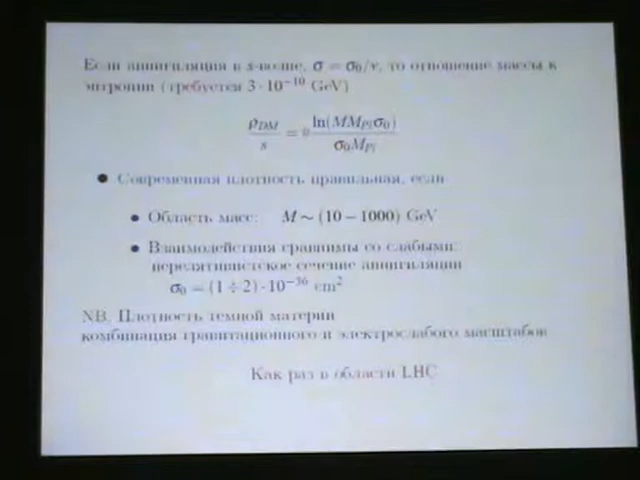 Если аннигиляция в s-волне, σ = σ₀/v, то отношение массы к
энтропии (требуется 3 · 10⁻¹⁰ GeV)
ρ_DM/s = # ln(MM_Plσ₀)/(σ₀M_Pl)
● Современная плотность правильная, если
● Область масс: M ∼ (10 − 1000) GeV
● Взаимодействия сравнимы со слабыми:
нерелятивистское сечение аннигиляции
σ₀ = (1 ÷ 2) · 10⁻³⁶ cm²
NB. Плотность темной материи
комбинация гравитационного и электрослабого масштабов
Как раз в области LHC